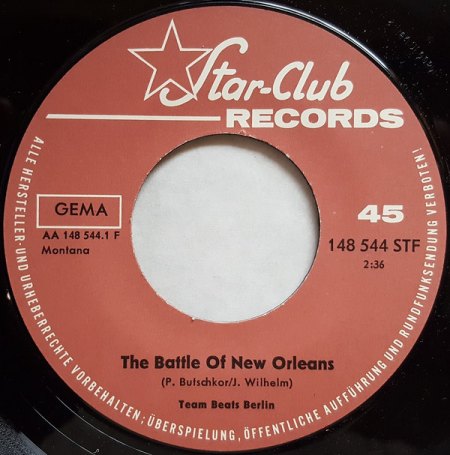 Star-Club
RECORDS
GEMA
45
AA 148 544.1 F
148 544 STF
Montana
2:36
The Battle Of New Orleans
(P. Butschkor/J. Wilhelm)
Team Beats Berlin
ALLE HERSTELLER- UND URHEBERRECHTE VORBEHALTEN; ÜBERSPIELUNG, ÖFFENTLICHE AUFFÜHRUNG UND RUNDFUNKSENDUNG VERBOTEN!